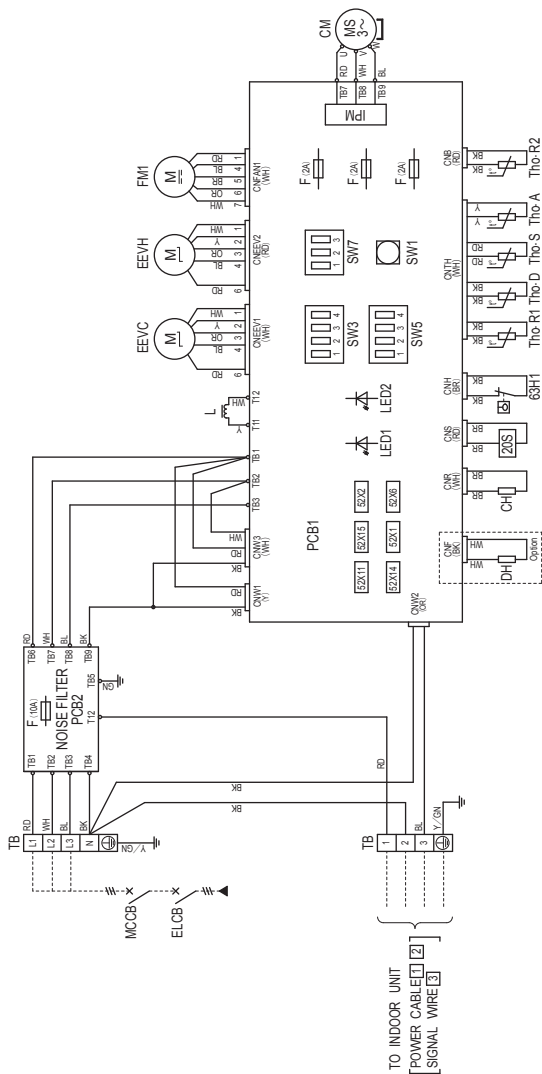 CM
MS
3~
U
V
W
RD
WH
BL
TB7
TB8
TB9
IPM
FM1
M
RD
BL
BR
OR
WH
1
4
5
6
7
CNFAN1
(WH)
EEVH
M
WH
Y
OR
BL
RD
1
2
3
4
6
CNEEV2
(RD)
EEVC
M
WH
Y
OR
BL
RD
1
2
3
4
6
CNEEV1
(WH)
L
WH
Y
T12
T11
TB1
TB2
TB3
WH
RD
BK
CNW3
(WH)
RD
BK
CNW1
(Y)
F (2A)
F (2A)
F (2A)
SW7
1 2 3
SW1
SW3
1 2 3 4
SW5
1 2 3 4
LED2
LED1
PCB1
52X2
52X6
52X15
52X1
52X11
52X14
CNW2
(OR)
CNB
(RD)
BK
BK
t°
Tho-R2
CNTH
(WH)
Y
Y
t°
Tho-A
RD
RD
t°
Tho-S
BK
BK
t°
Tho-D
BK
BK
t°
Tho-R1
CNH
(BR)
BK
BK
63H1
CNS
(RD)
BR
BR
20S
CNR
(WH)
BR
BR
CH
CNF
(BK)
WH
WH
DH
Option
RD
WH
BL
BK
TB6
TB7
TB8
TB9
F (10A)
NOISE FILTER
PCB2
TB5
GN
T12
TB1
TB2
TB3
TB4
RD
WH
BL
BK
TB
L1
L2
L3
N
Y/GN
MCCB
ELCB
BK
BK
RD
BL
Y/GN
TB
1
2
3
TO INDOOR UNIT
POWER CABLE 1 2
SIGNAL WIRE 3